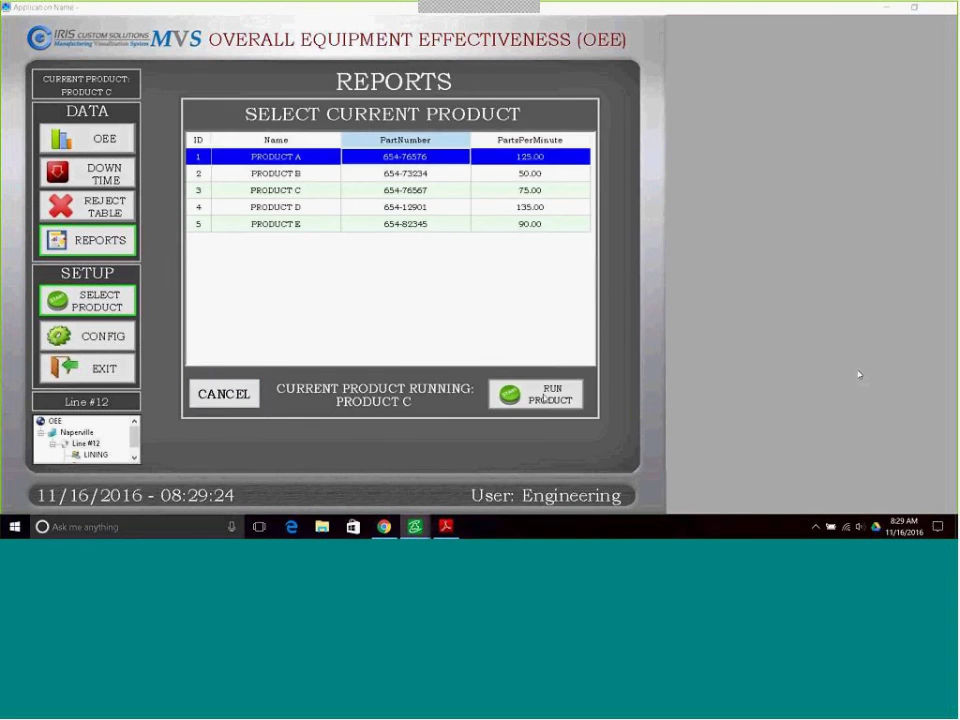 Application Name -
IRIS CUSTOM SOLUTIONS
Manufacturing Visualization System
MVS OVERALL EQUIPMENT EFFECTIVENESS (OEE)
CURRENT PRODUCT:
PRODUCT C
DATA
OEE
DOWN
TIME
REJECT
TABLE
REPORTS
SETUP
SELECT
PRODUCT
CONFIG
EXIT
Line #12
OEE
Naperville
Line #12
LINING
REPORTS
SELECT CURRENT PRODUCT
ID Name PartNumber PartsPerMinute
1 PRODUCT A 654-76576 125.00
2 PRODUCT B 654-73234 50.00
3 PRODUCT C 654-76567 75.00
4 PRODUCT D 654-12901 135.00
5 PRODUCT E 654-82345 90.00
CANCEL
CURRENT PRODUCT RUNNING:
PRODUCT C
START
RUN
PRODUCT
11/16/2016 - 08:29:24
User: Engineering
Ask me anything
8:29 AM
11/16/2016